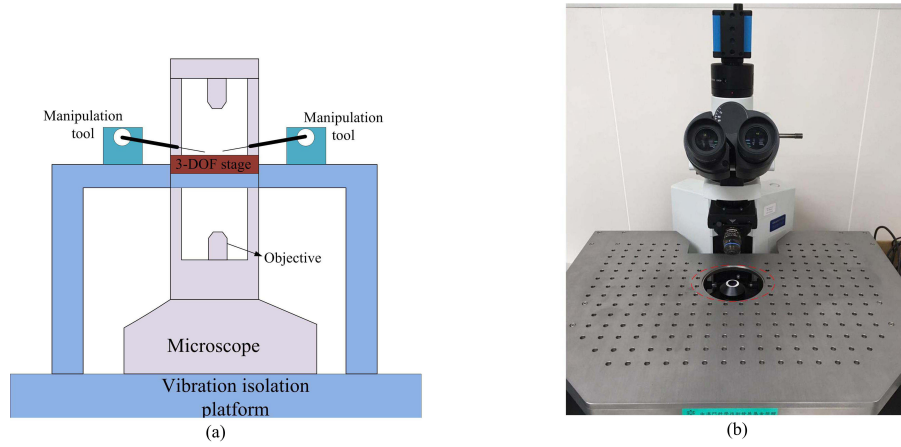 Manipulation
tool
Manipulation
tool
3-DOF stage
Objective
Microscope
Vibration isolation
platform
(a)
(b)